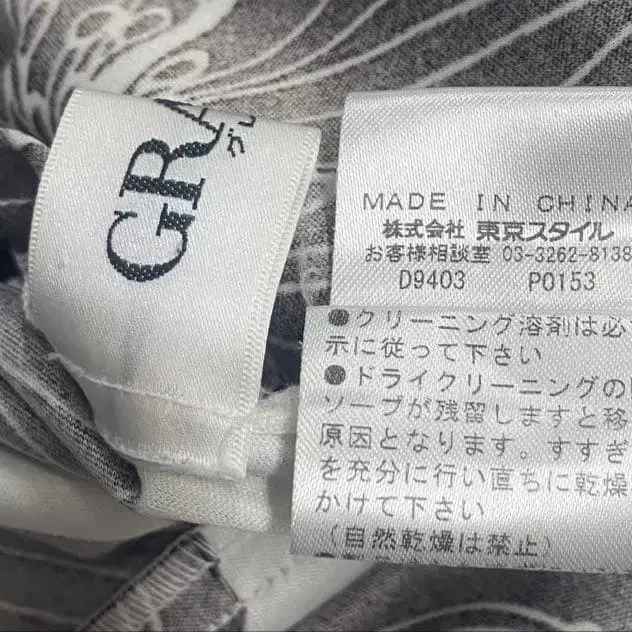 GRA
グレ
MADE IN CHINA
株式会社 東京スタイル
お客様相談室 03-3262-8138
D9403 P0153
●クリーニング溶剤は必
示に従って下さい
●ドライクリーニングの
ソープが残留しますと移
原因となります。すすぎ
を充分に行い直ちに乾燥
かけて下さい
(自然乾燥は禁止)